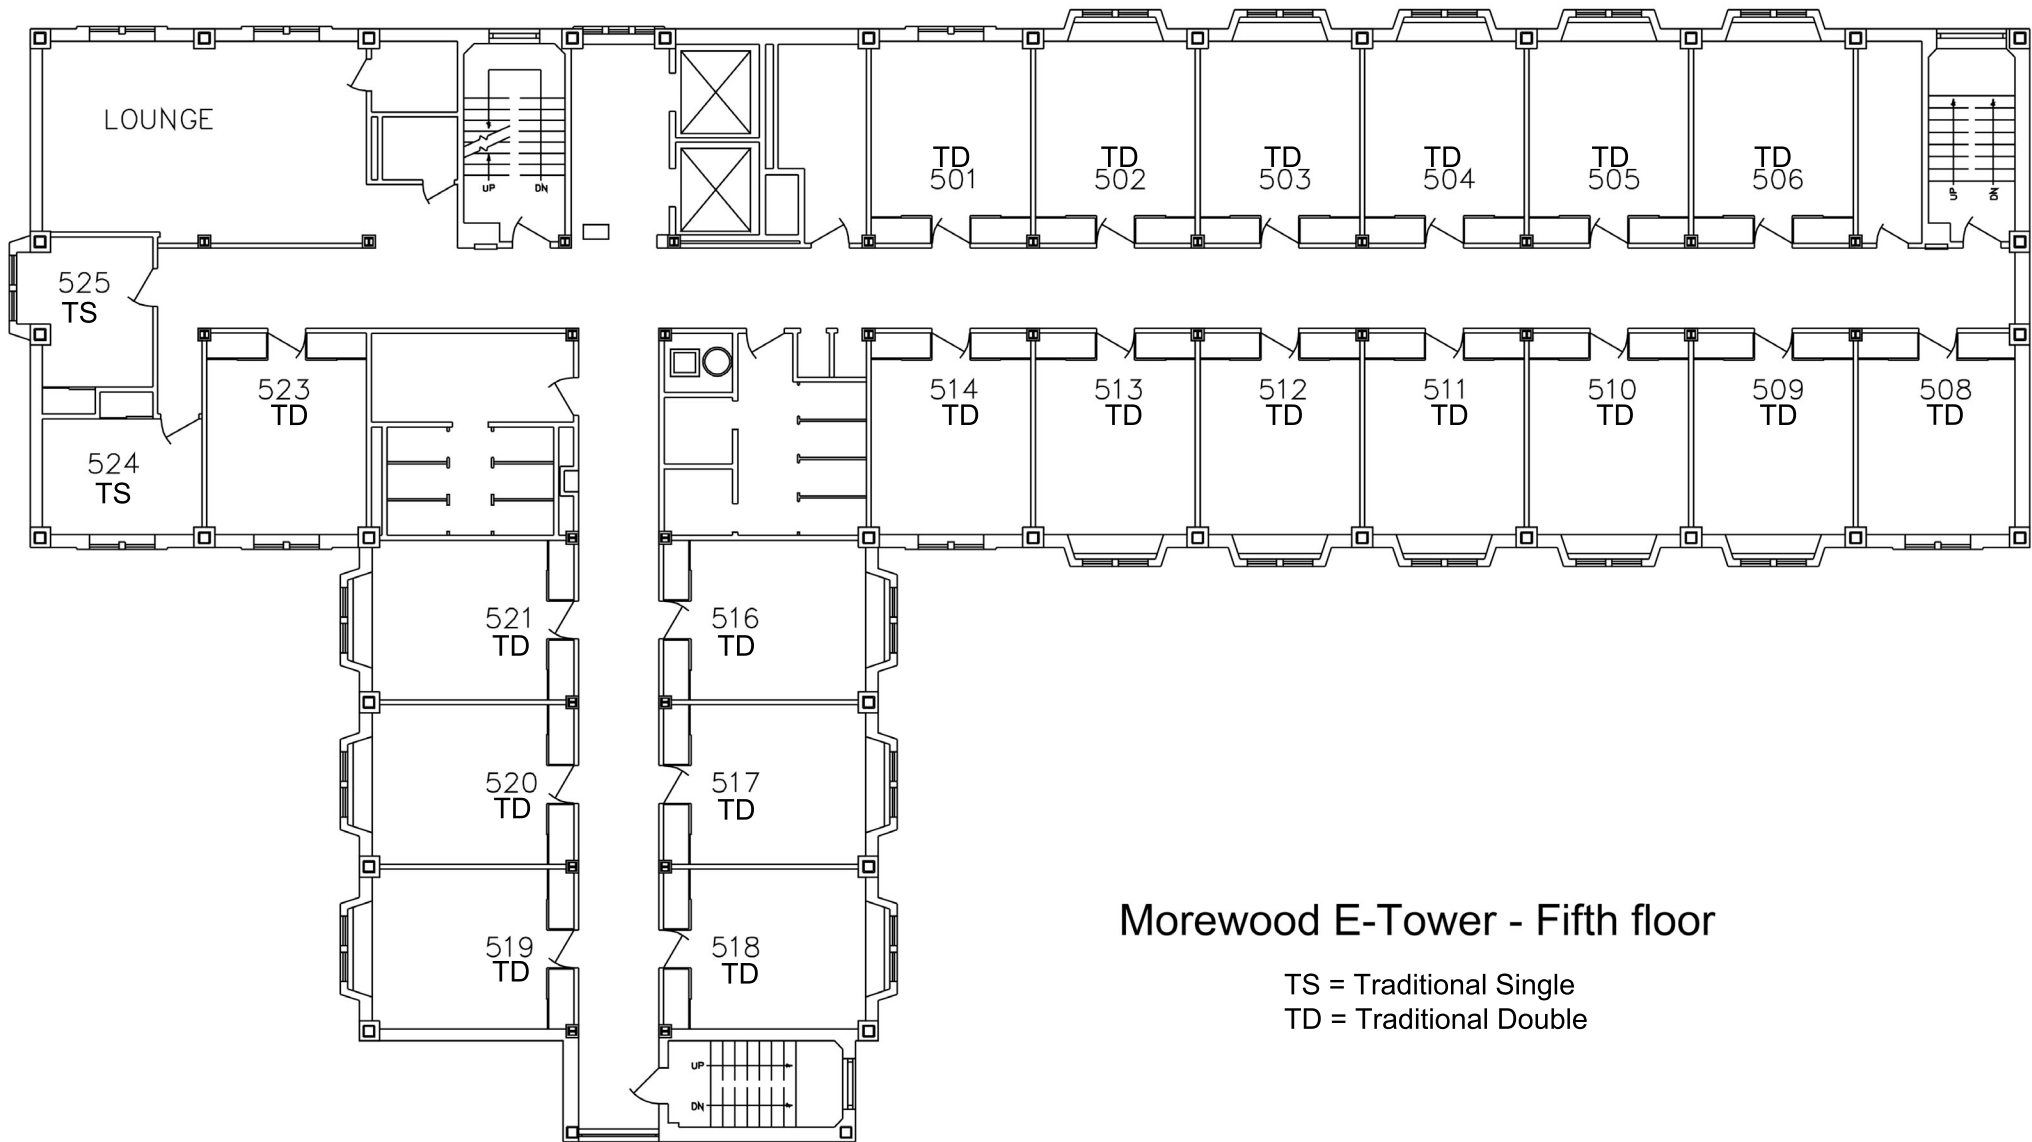 LOUNGE
UP DN
TD
501
TD
502
TD
503
TD
504
TD
505
TD
506
UP DN
525
TS
523
TD
524
TS
514
TD
513
TD
512
TD
511
TD
510
TD
509
TD
508
TD
521
TD
516
TD
520
TD
517
TD
519
TD
518
TD
UP
DN
Morewood E-Tower - Fifth floor
TS = Traditional Single
TD = Traditional Double